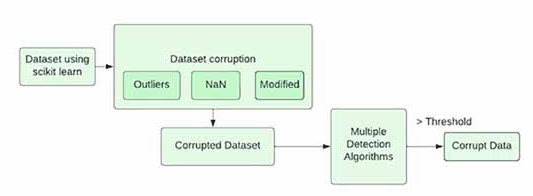 Dataset using
scikit learn
Dataset corruption
Outliers
NaN
Modified
Corrupted Dataset
Multiple
Detection
Algorithms
> Threshold
Corrupt Data